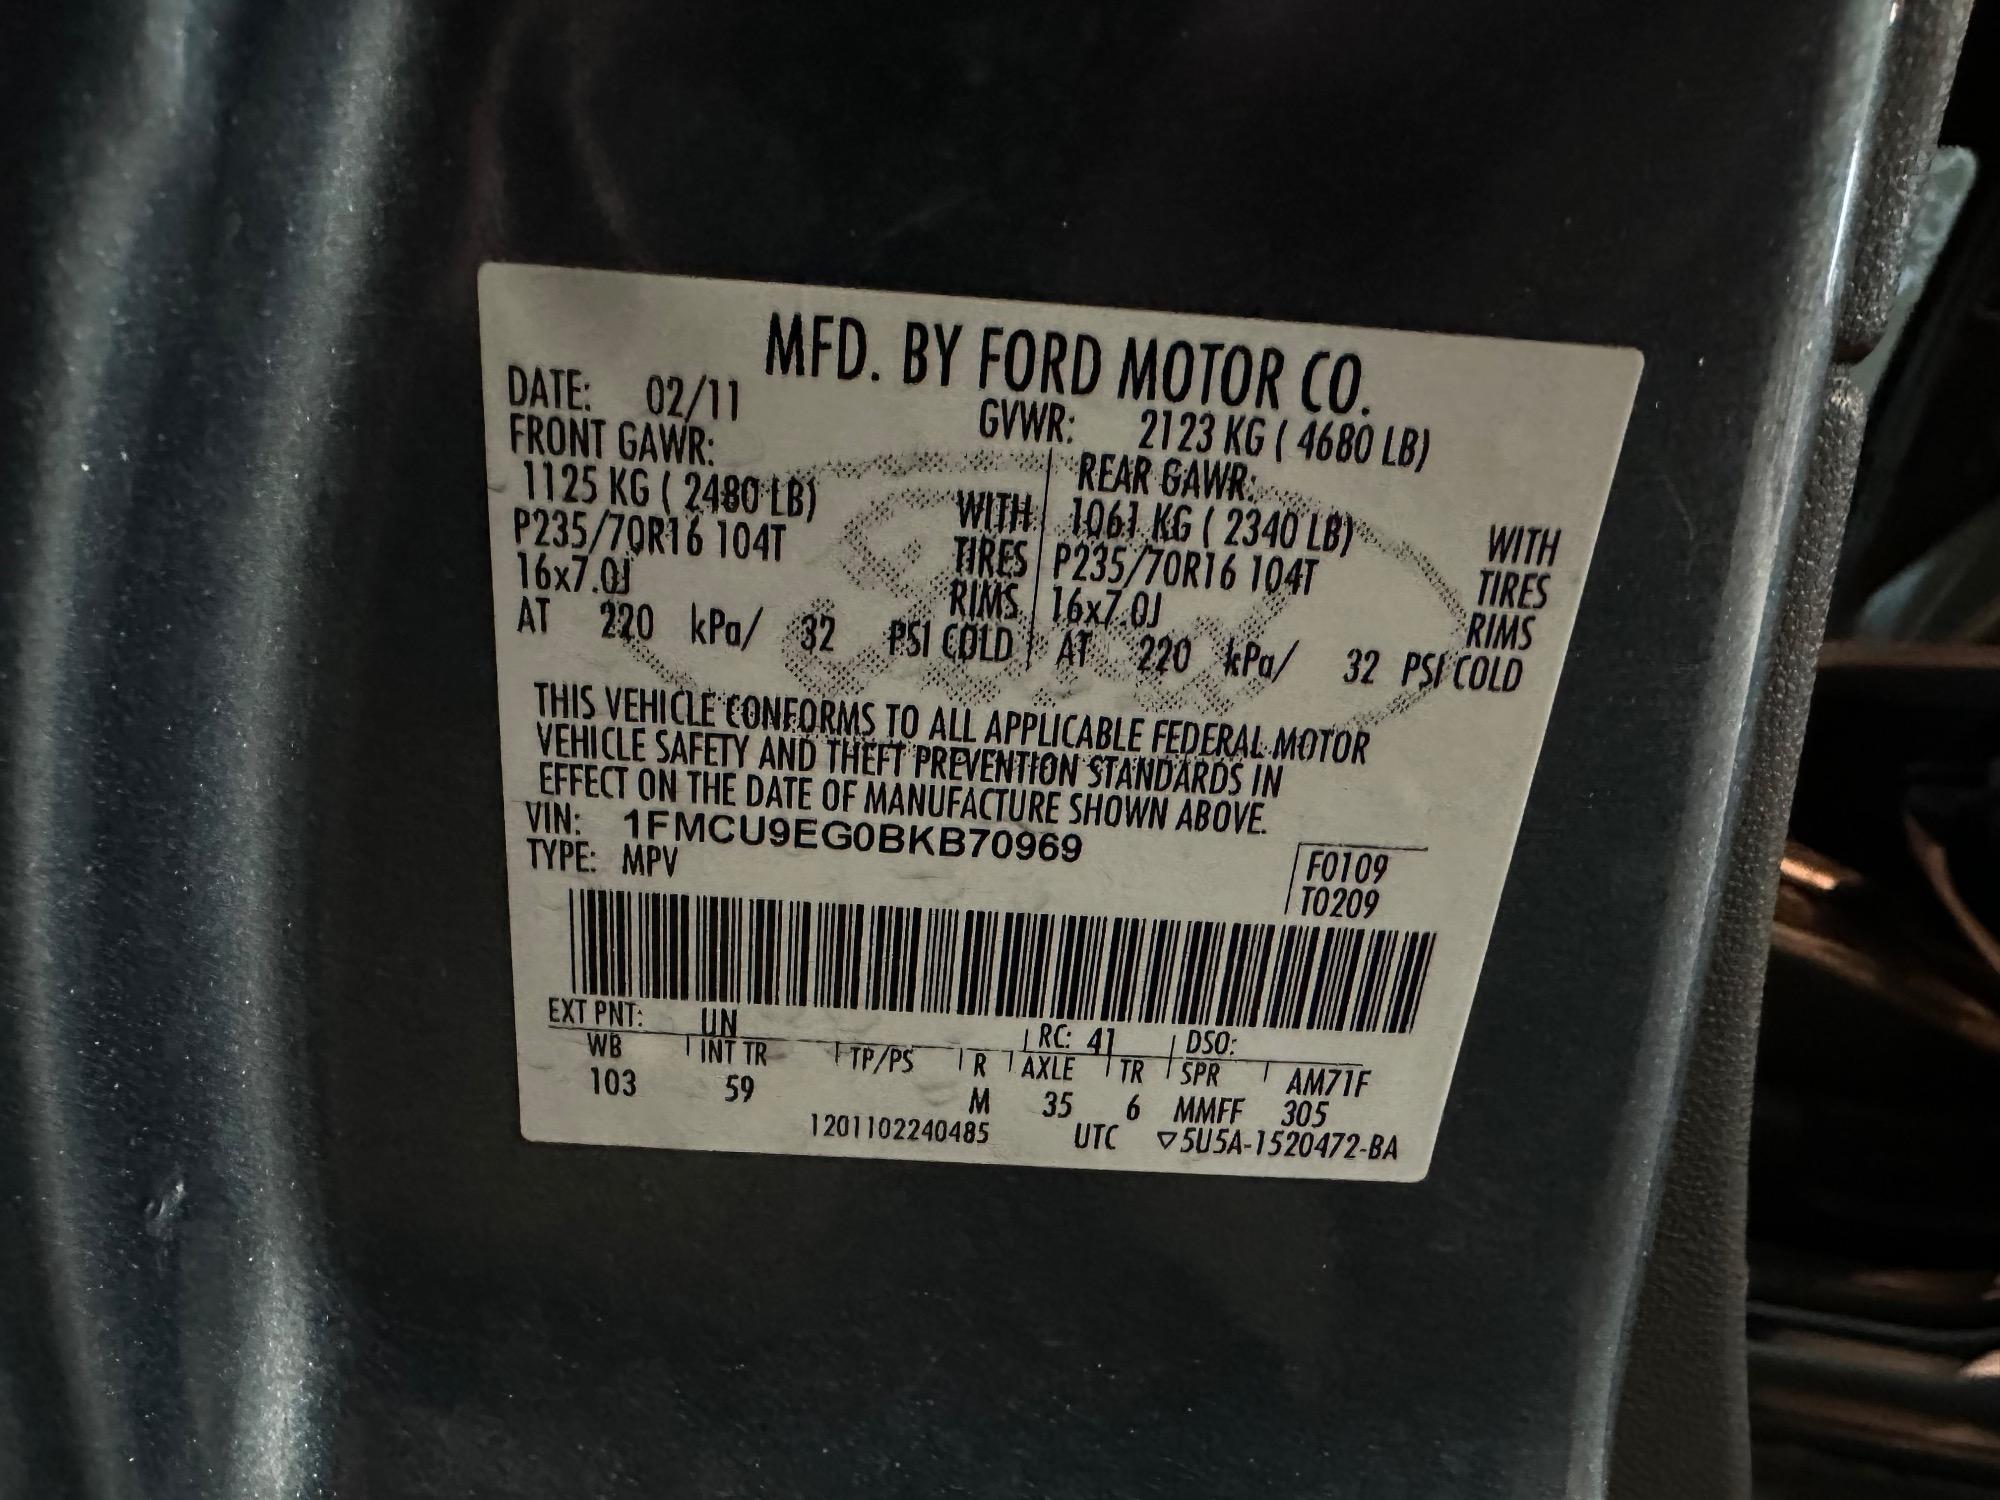 MFD. BY FORD MOTOR CO.
DATE: 02/11 GVWR: 2123 KG ( 4680 LB)
FRONT GAWR: REAR GAWR:
1125 KG ( 2480 LB) WITH 1061 KG ( 2340 LB) WITH
P235/70R16 104T TIRES P235/70R16 104T TIRES
16x7.0J RIMS 16x7.0J RIMS
AT 220 kPa/ 32 PSI COLD AT 220 kPa/ 32 PSI COLD
THIS VEHICLE CONFORMS TO ALL APPLICABLE FEDERAL MOTOR
VEHICLE SAFETY AND THEFT PREVENTION STANDARDS IN
EFFECT ON THE DATE OF MANUFACTURE SHOWN ABOVE.
VIN: 1FMCU9EG0BKB70969
TYPE: MPV
F0109
T0209
EXT PNT: UN RC: 41 DSO:
WB INT TR TP/PS R AXLE TR SPR AM71F
103 59 M 35 6 MMFF 305
1201102240485 UTC ▽5U5A-1520472-BA